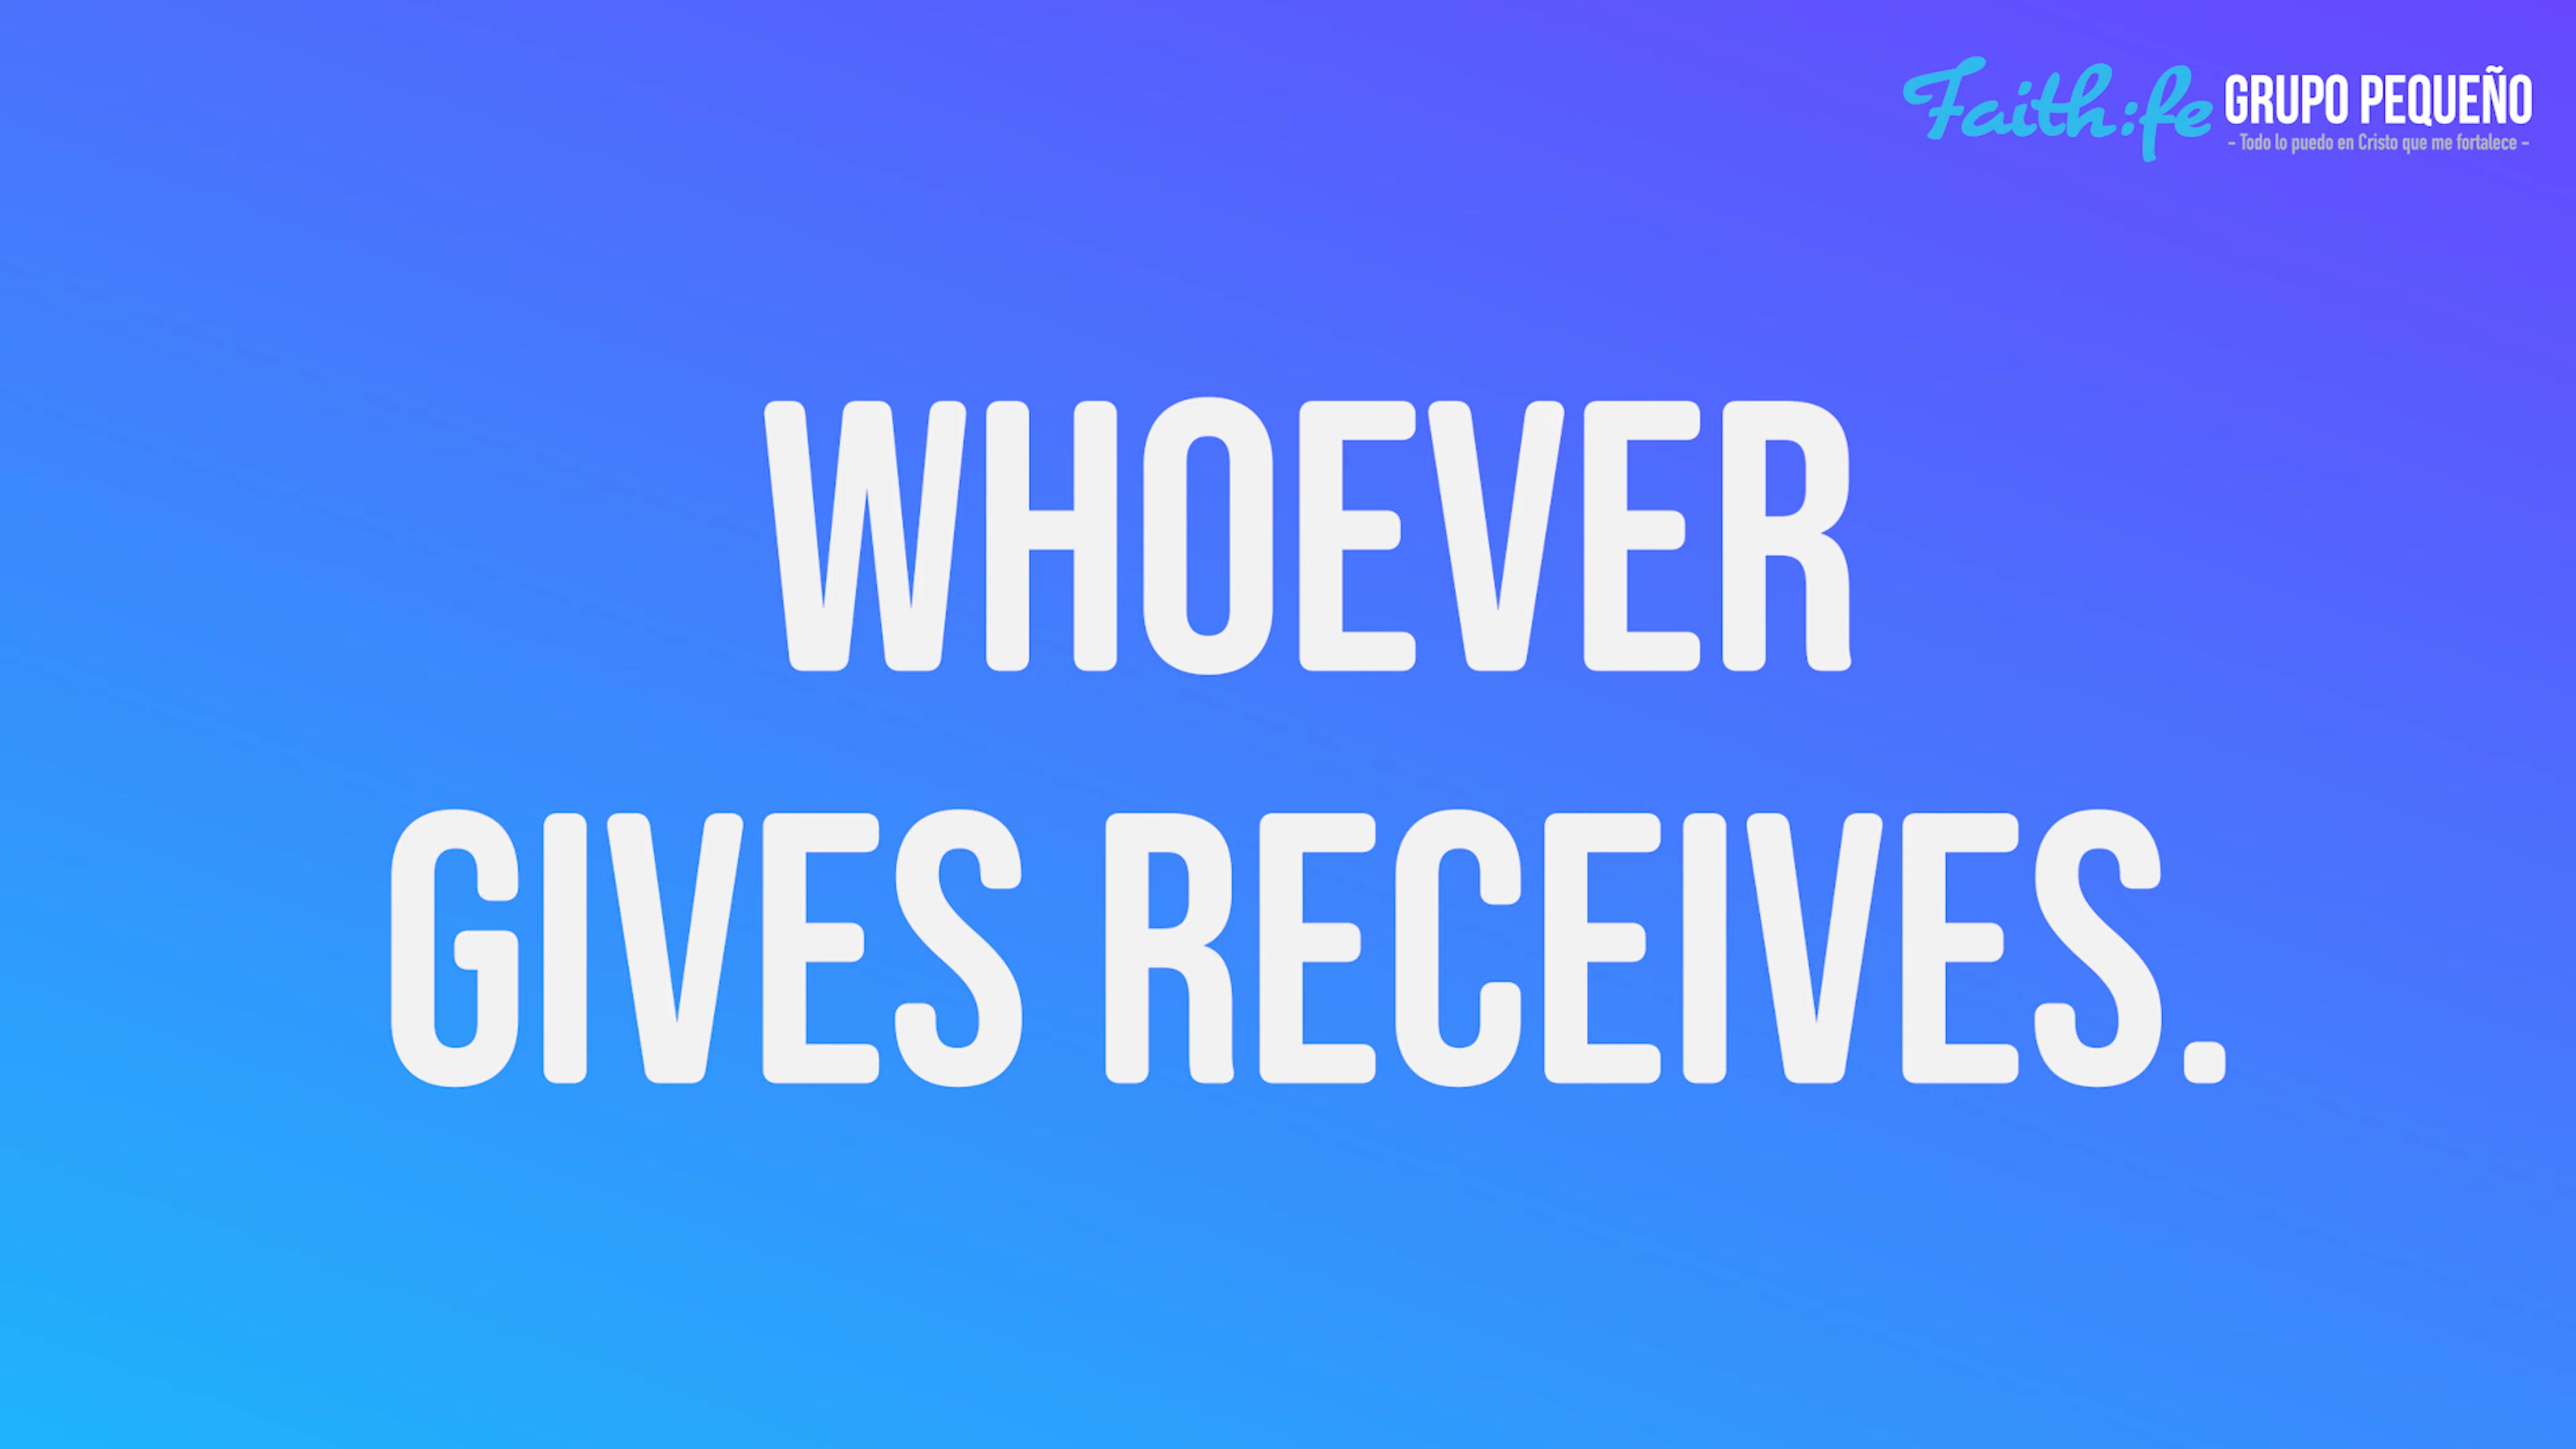 Faith:fe GRUPO PEQUEÑO
- Todo lo puedo en Cristo que me fortalece -
WHOEVER
GIVES RECEIVES.